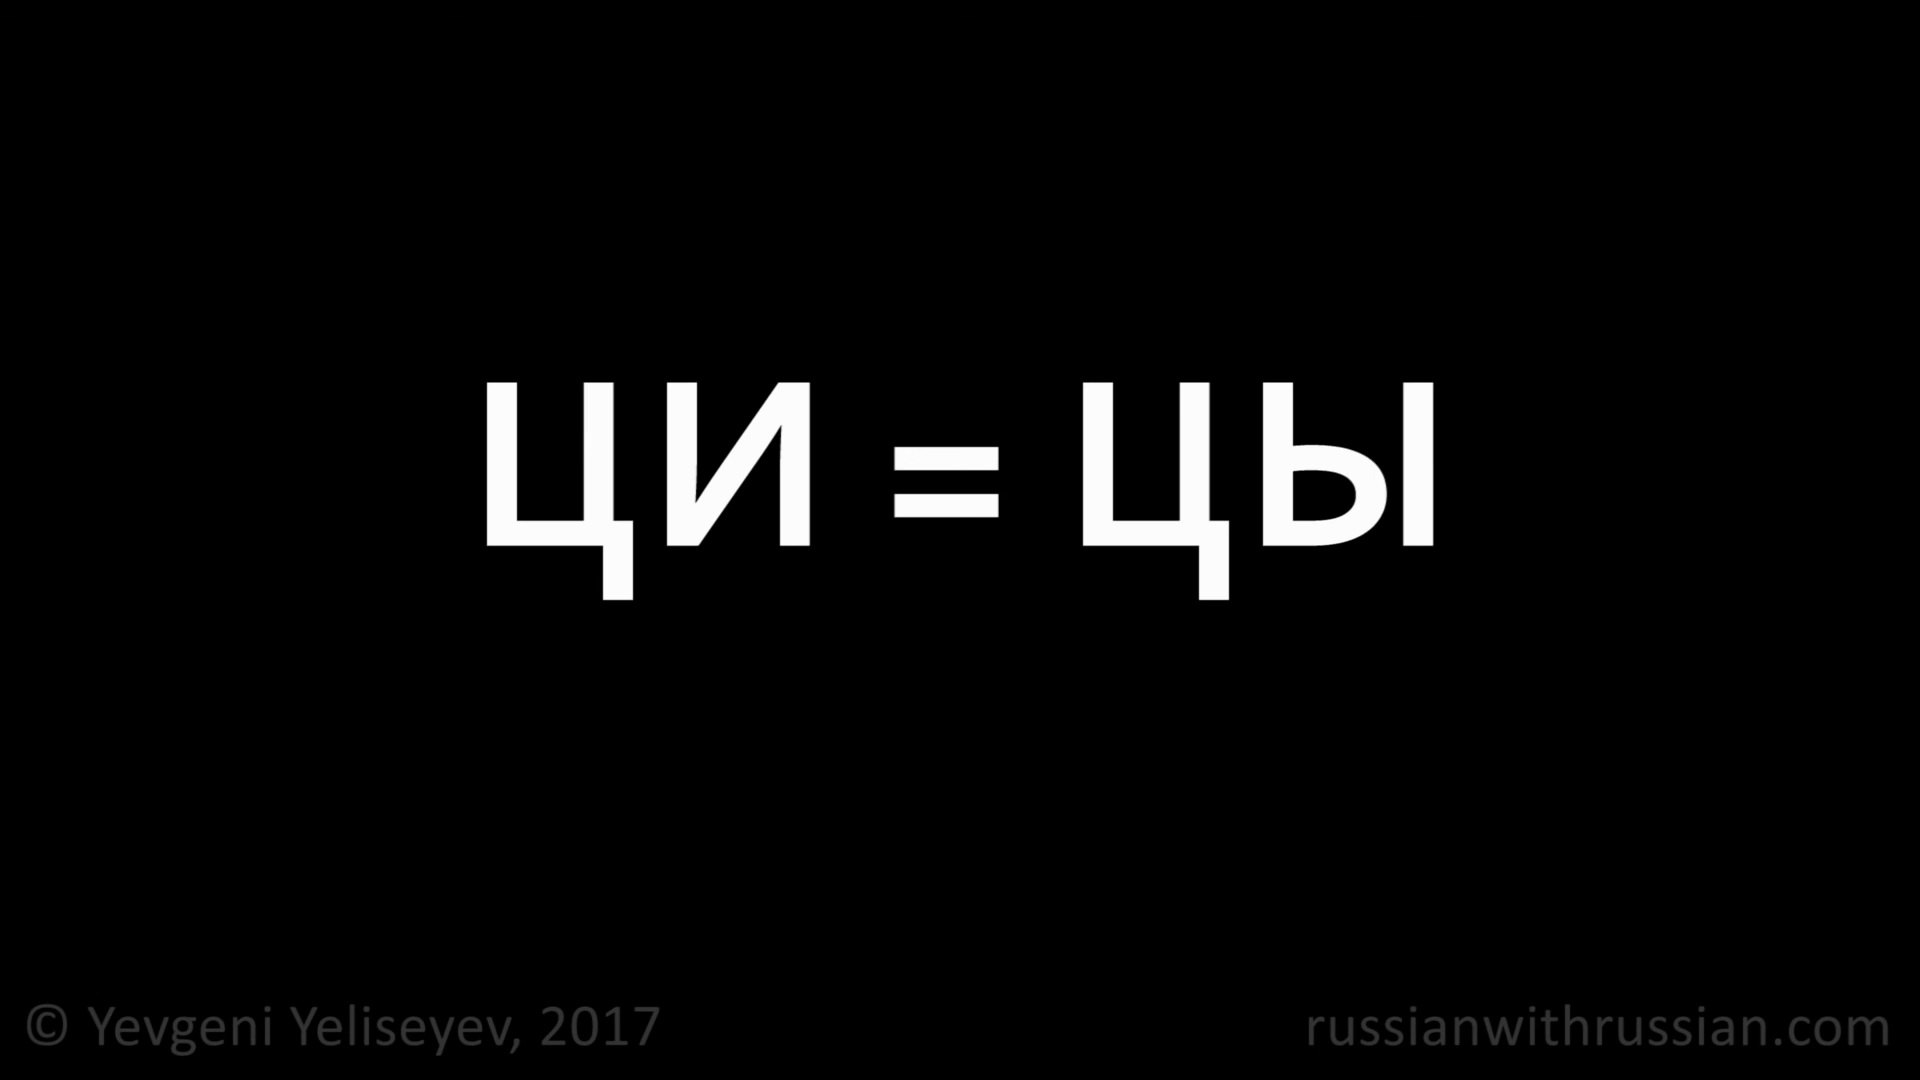 ЦИ = ЦЫ
© Yevgeni Yeliseyev, 2017
russianwithrussian.com